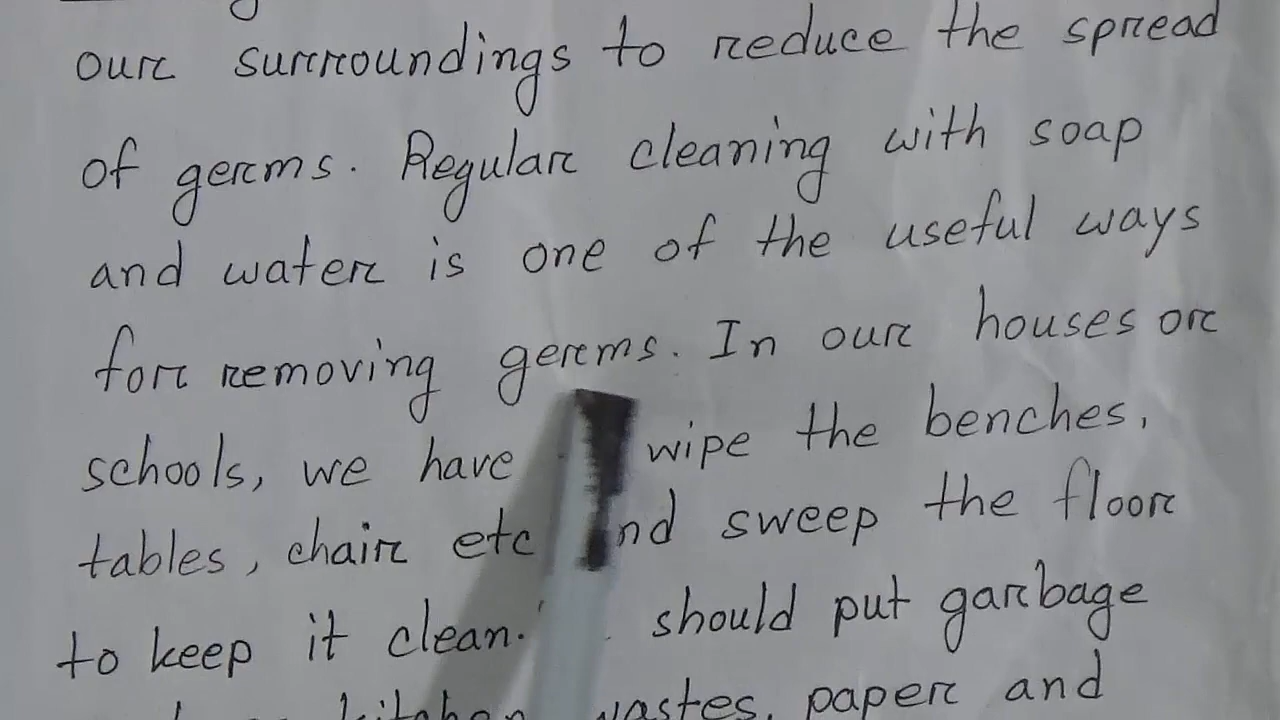 our surroundings to reduce the spread
of germs. Regular cleaning with soap
and water is one of the useful ways
for removing germs. In our houses or
schools, we have wipe the benches,
tables, chair etc sweep the floor
to keep it clean. should put garbage
paper and